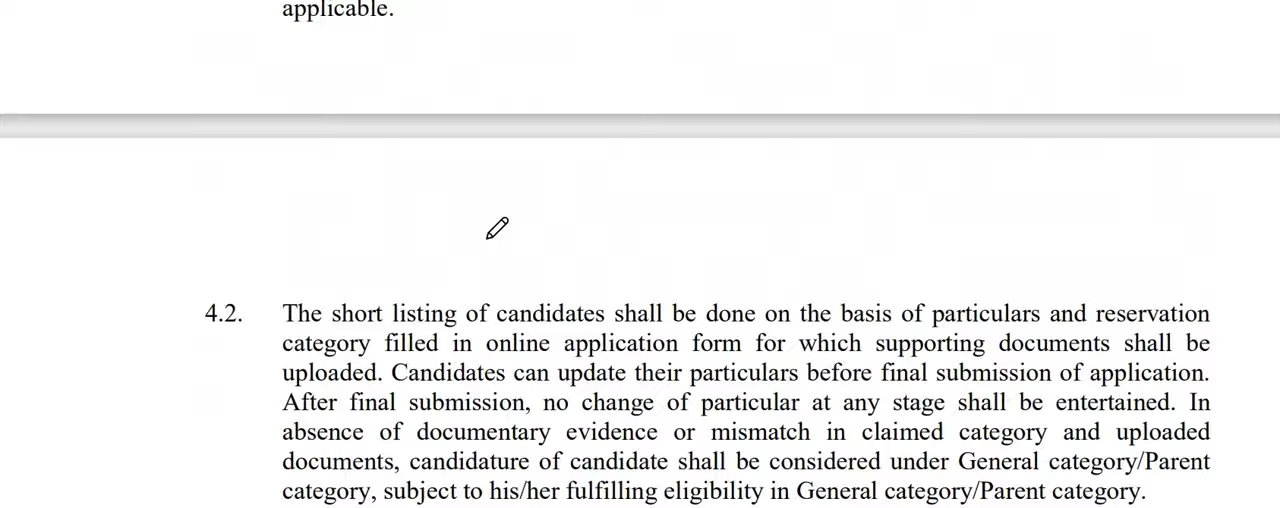 applicable.
4.2. The short listing of candidates shall be done on the basis of particulars and reservation
category filled in online application form for which supporting documents shall be
uploaded. Candidates can update their particulars before final submission of application.
After final submission, no change of particular at any stage shall be entertained. In
absence of documentary evidence or mismatch in claimed category and uploaded
documents, candidature of candidate shall be considered under General category/Parent
category, subject to his/her fulfilling eligibility in General category/Parent category.